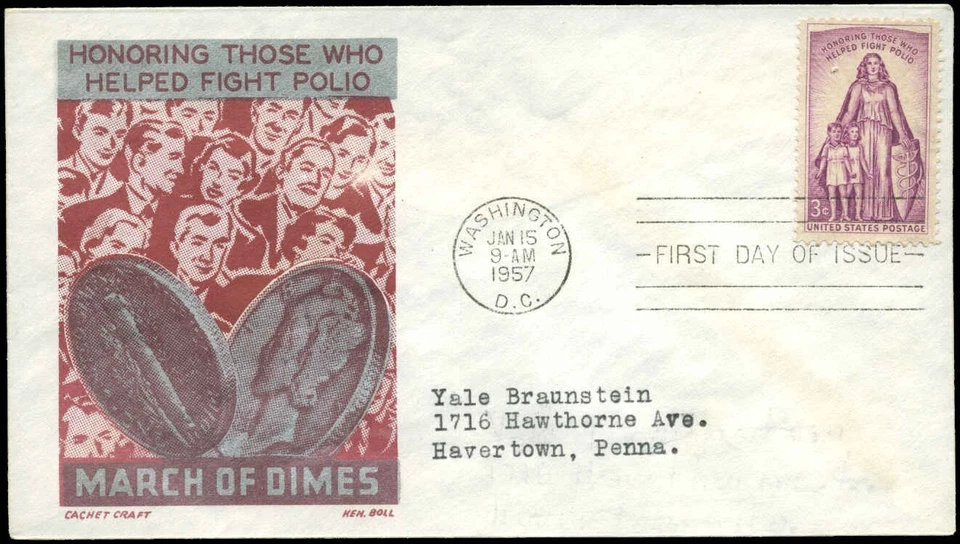 HONORING THOSE WHO
HELPED FIGHT POLIO
MARCH OF DIMES
CACHET CRAFT
KEN. BOLL
WASHINGTON
JAN 15
9-AM
1957
D.C.
HONORING THOSE WHO
HELPED FIGHT POLIO
3¢
UNITED STATES POSTAGE
FIRST DAY OF ISSUE
Yale Braunstein
1716 Hawthorne Ave.
Havertown, Penna.